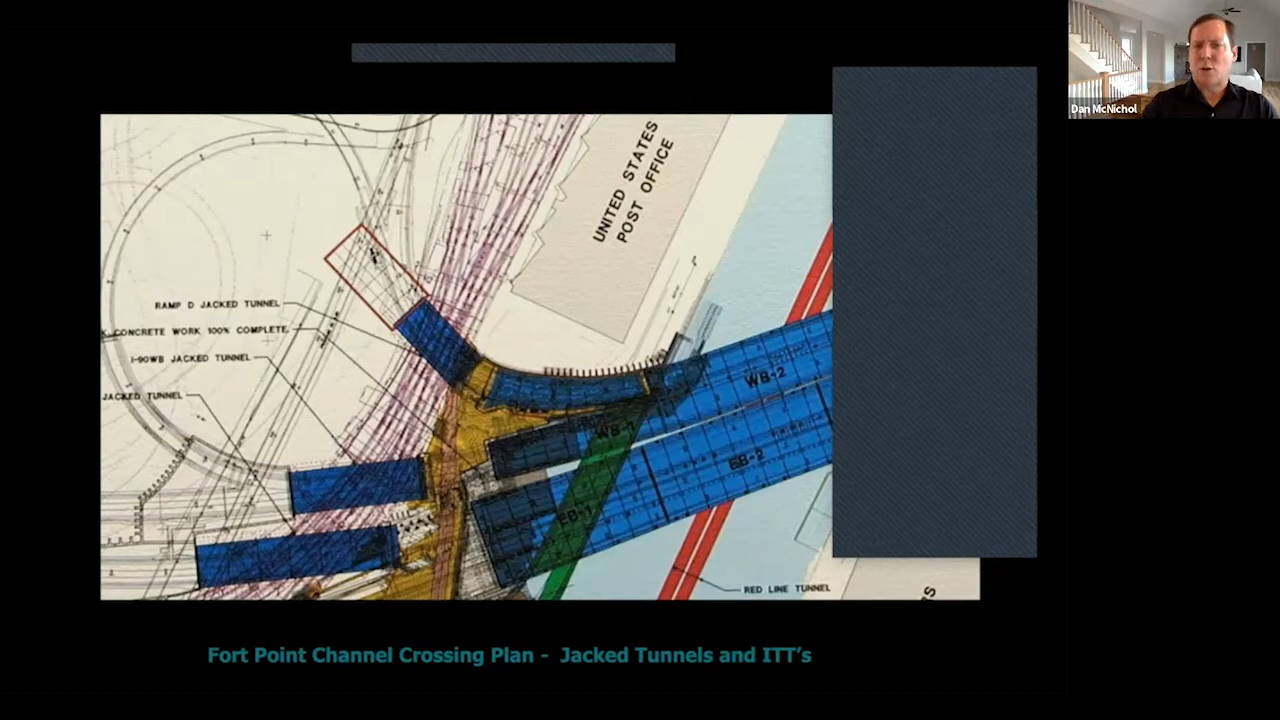 Dan McNichol
UNITED STATES
POST OFFICE
RAMP D JACKED TUNNEL
CONCRETE WORK 100% COMPLETE
I-90WB JACKED TUNNEL
JACKED TUNNEL
WB-2
WB-1
EB-2
EB-1
RED LINE TUNNEL
Fort Point Channel Crossing Plan - Jacked Tunnels and ITT's